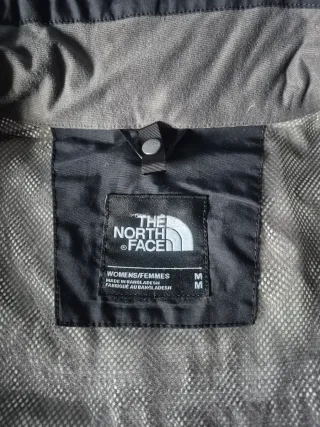 THE
NORTH
FACE
WOMENS/FEMMES M
MADE IN BANGLADESH M
FABRIQUÉ AU BANGLADESH